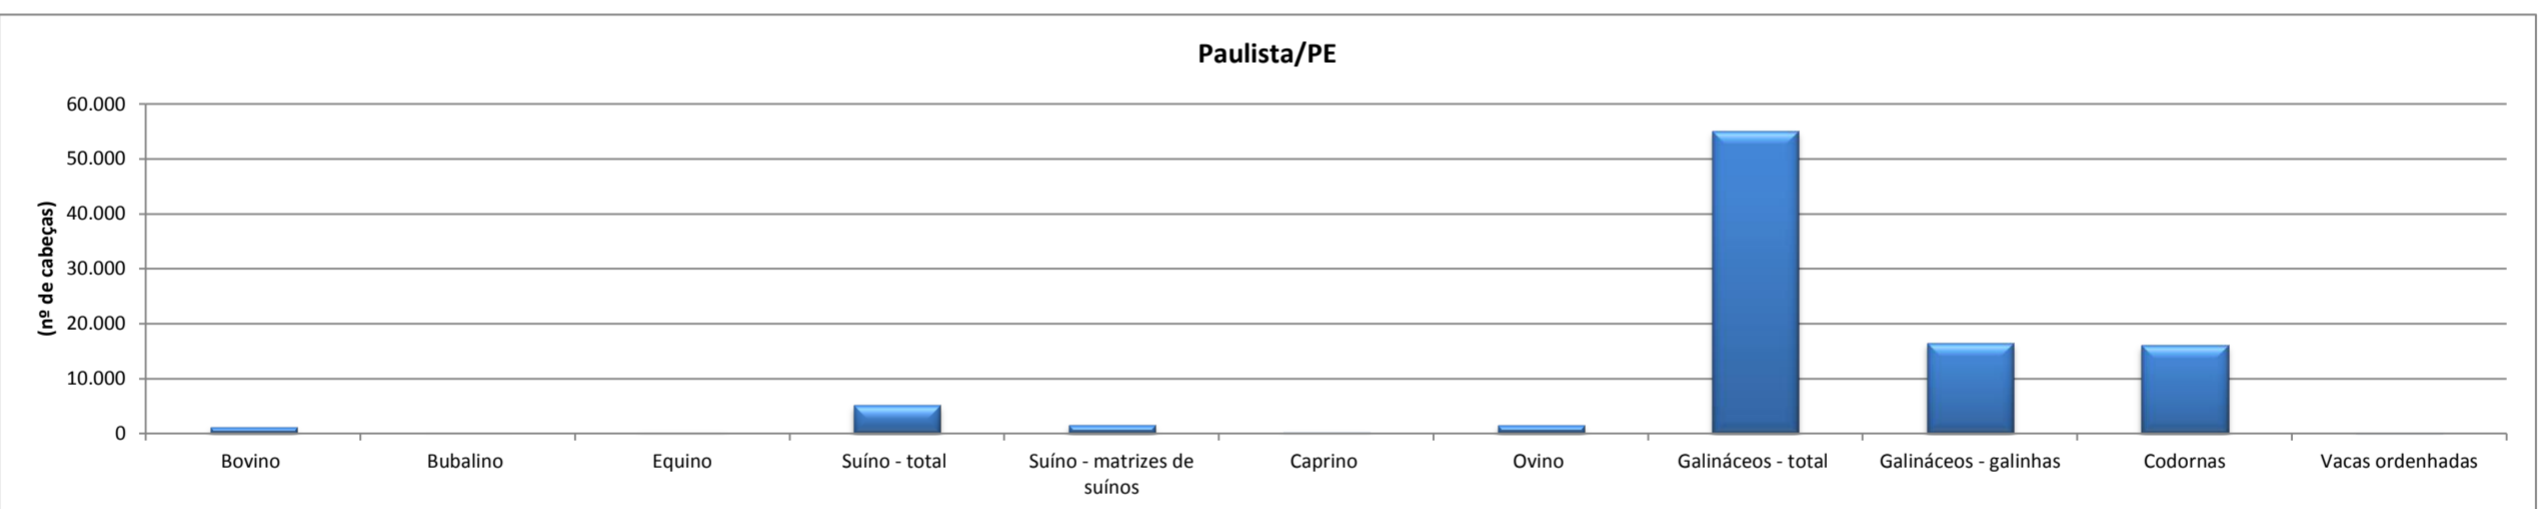 Paulista/PE
(nº de cabeças)
60.000
50.000
40.000
30.000
20.000
10.000
0
Bovino
Bubalino
Equino
Suíno - total
Suíno - matrizes de
suínos
Caprino
Ovino
Galináceos - total
Galináceos - galinhas
Codornas
Vacas ordenhadas